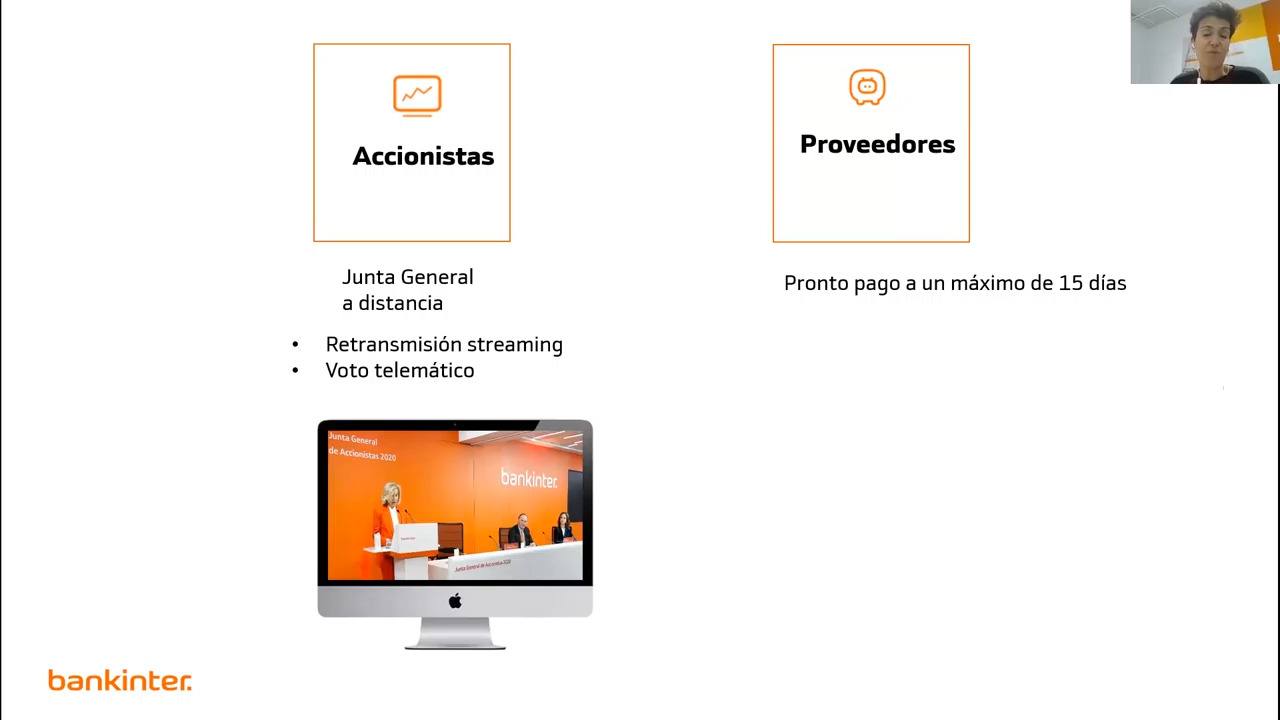 Accionistas
Junta General
a distancia
• Retransmisión streaming
• Voto telemático
Junta General
de Accionistas 2020
bankinter.
Junta General de Accionistas 2020
Proveedores
Pronto pago a un máximo de 15 días
bankinter.